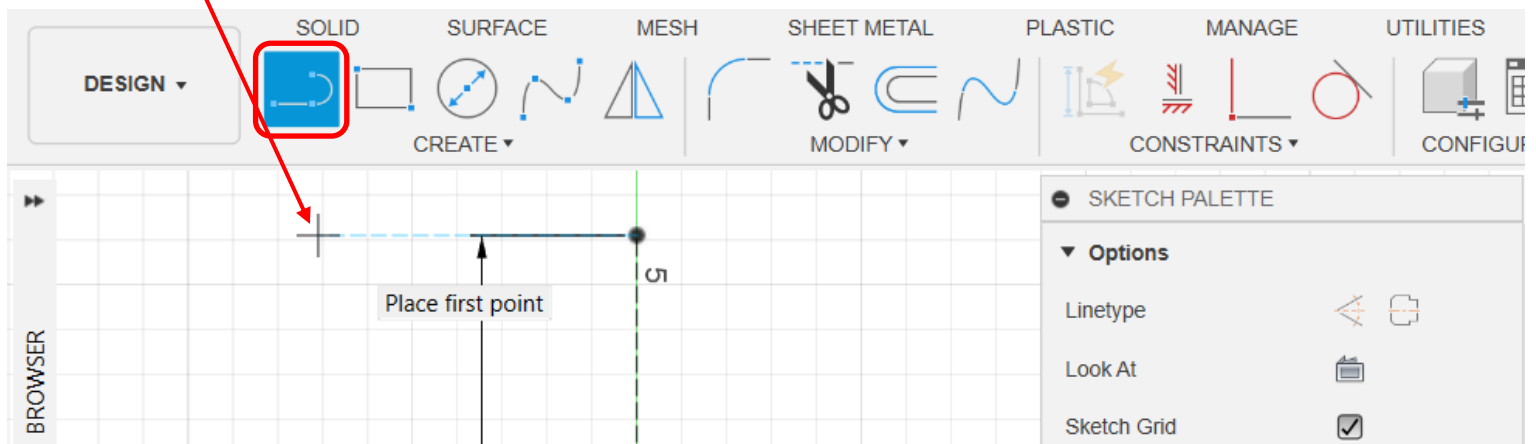 SOLID SURFACE MESH SHEET METAL PLASTIC MANAGE UTILITIES
DESIGN ▾
CREATE ▾ MODIFY ▾ CONSTRAINTS ▾ CONFIGUR
SKETCH PALETTE
5
Place first point
BROWSER
▼ Options
Linetype
Look At
Sketch Grid